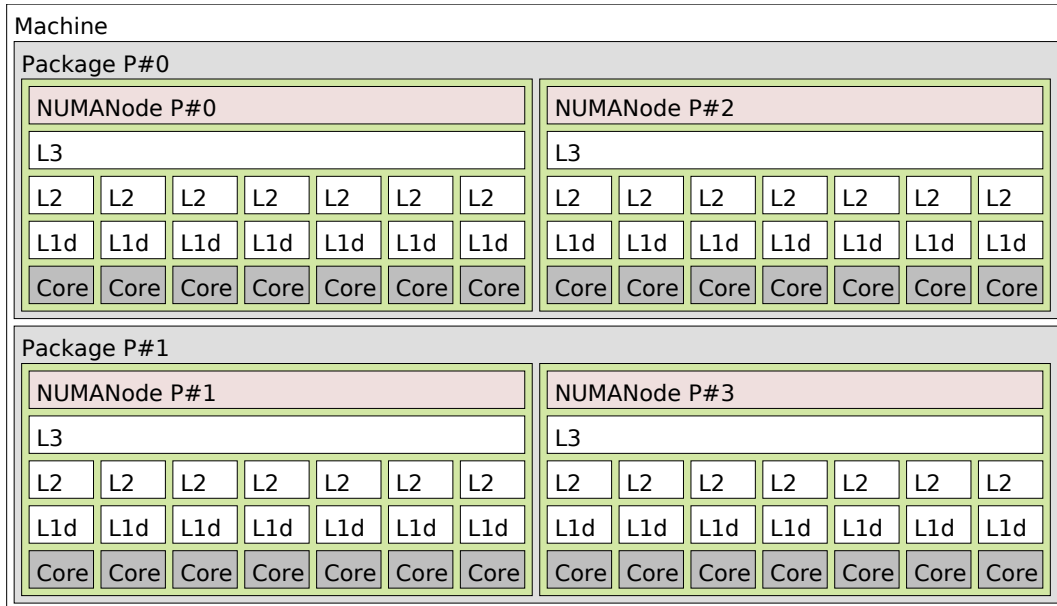 Machine
Package P#0
NUMANode P#0 NUMANode P#2
L3 L3
L2 L2 L2 L2 L2 L2 L2 L2 L2 L2 L2 L2 L2 L2
L1d L1d L1d L1d L1d L1d L1d L1d L1d L1d L1d L1d L1d L1d
Core Core Core Core Core Core Core Core Core Core Core Core Core Core
Package P#1
NUMANode P#1 NUMANode P#3
L3 L3
L2 L2 L2 L2 L2 L2 L2 L2 L2 L2 L2 L2 L2 L2
L1d L1d L1d L1d L1d L1d L1d L1d L1d L1d L1d L1d L1d L1d
Core Core Core Core Core Core Core Core Core Core Core Core Core Core